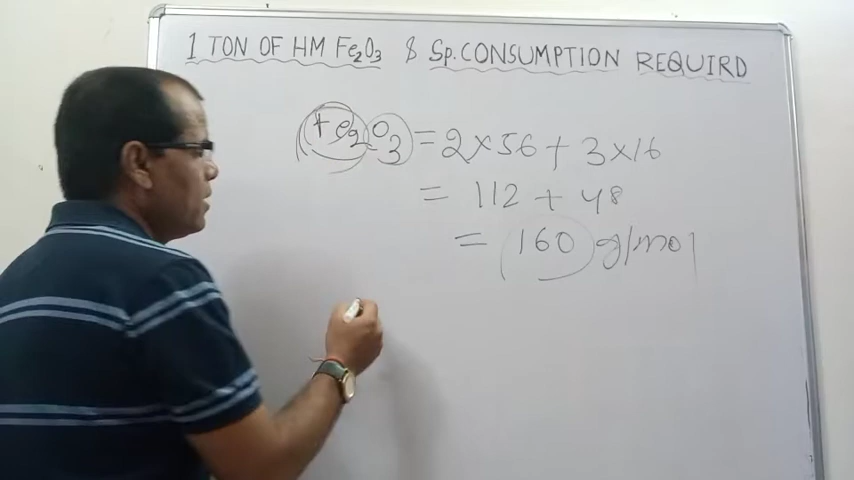 1 TON OF HM Fe₂O₃ & Sp.CONSUMPTION REQUIRD
Fe₂O₃ = 2×56 + 3×16
= 112 + 48
= 160 g/mol